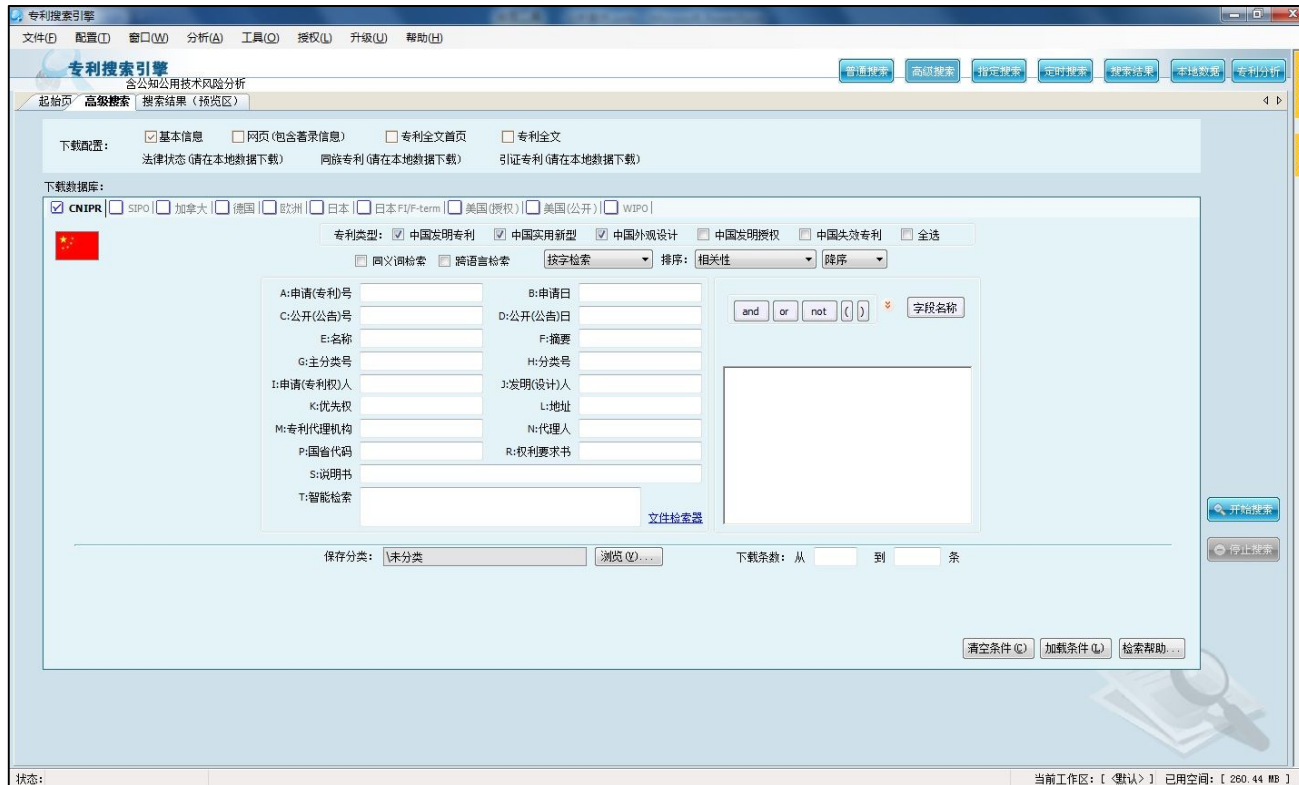 专利搜索引擎
文件(F) 配置(T) 窗口(W) 分析(A) 工具(O) 授权(L) 升级(U) 帮助(H)
专利搜索引擎
含公知公用技术风险分析
普通搜索 高级搜索 指定搜索 定时搜索 搜索结果 本地数据 专利分析
起始页 高级搜索 搜索结果（预览区）
下载配置： 基本信息 网页(包含著录信息) 专利全文首页 专利全文
法律状态(请在本地数据下载) 同族专利(请在本地数据下载) 引证专利(请在本地数据下载)
下载数据库：
CNIPR SIPO 加拿大 德国 欧洲 日本 日本FI/F-term 美国(授权) 美国(公开) WIPO
专利类型： 中国发明专利 中国实用新型 中国外观设计 中国发明授权 中国失效专利 全选
同义词检索 跨语言检索 按字检索 排序： 相关性 降序
A:申请(专利)号 B:申请日
C:公开(公告)号 D:公开(公告)日
and or not ( ) 字段名称
E:名称 F:摘要
G:主分类号 H:分类号
I:申请(专利权)人 J:发明(设计)人
K:优先权 L:地址
M:专利代理机构 N:代理人
P:国省代码 R:权利要求书
S:说明书
T:智能检索
文件检索器
开始搜索
保存分类： \未分类 浏览(V)... 下载条数：从 到 条
停止搜索
清空条件(C) 加载条件(L) 检索帮助...
状态： 当前工作区：[ <默认> ] 已用空间：[ 260.44 MB ]